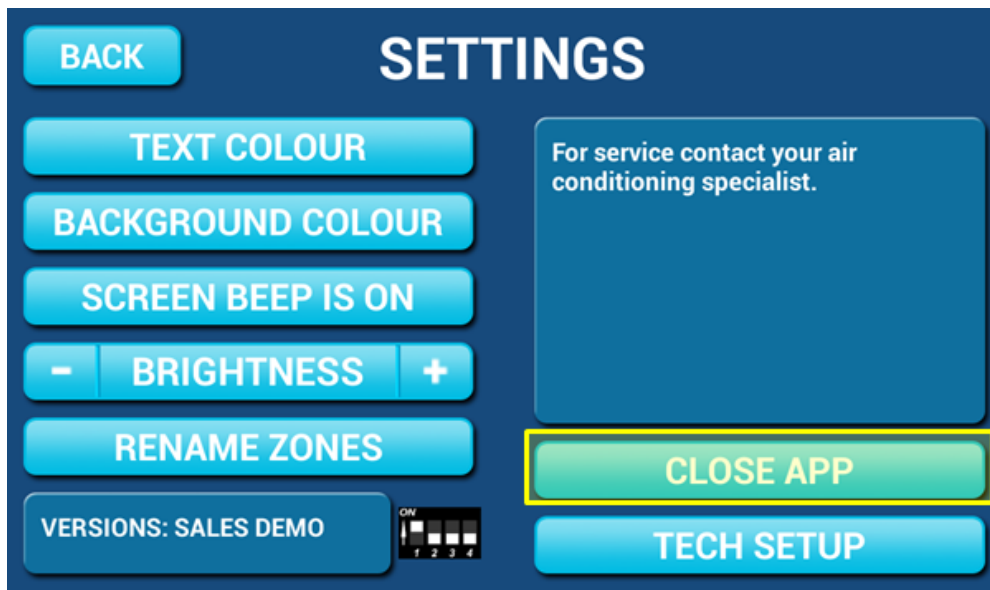 BACK
SETTINGS
TEXT COLOUR
BACKGROUND COLOUR
SCREEN BEEP IS ON
- BRIGHTNESS +
RENAME ZONES
VERSIONS: SALES DEMO
ON
1 2 3 4
For service contact your air
conditioning specialist.
CLOSE APP
TECH SETUP